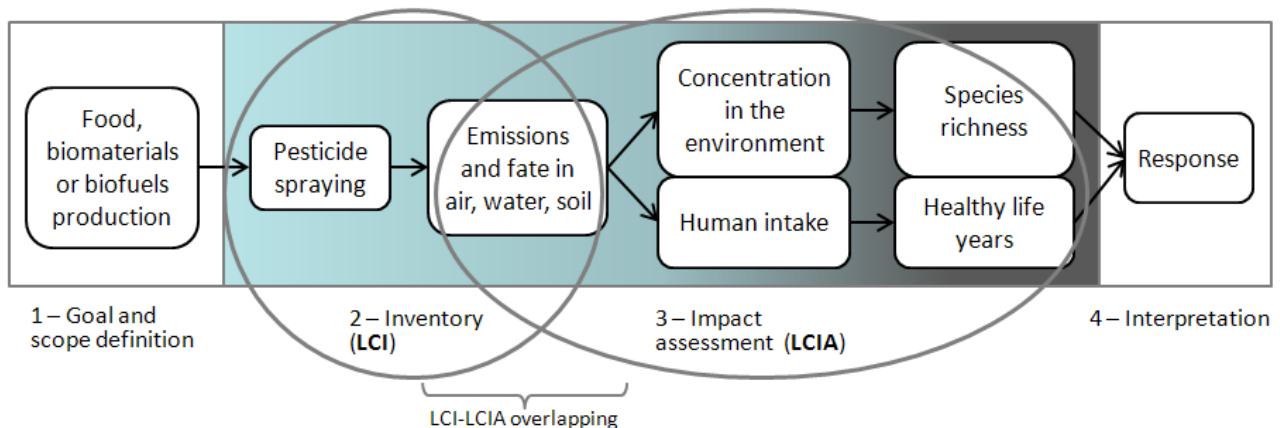 Food,
biomaterials
or biofuels
production
Pesticide
spraying
Emissions
and fate in
air, water, soil
Concentration
in the
environment
Human intake
Species
richness
Healthy life
years
Response
1 – Goal and
scope definition
2 – Inventory
(LCI)
3 – Impact
assessment (LCIA)
4 – Interpretation
LCI-LCIA overlapping